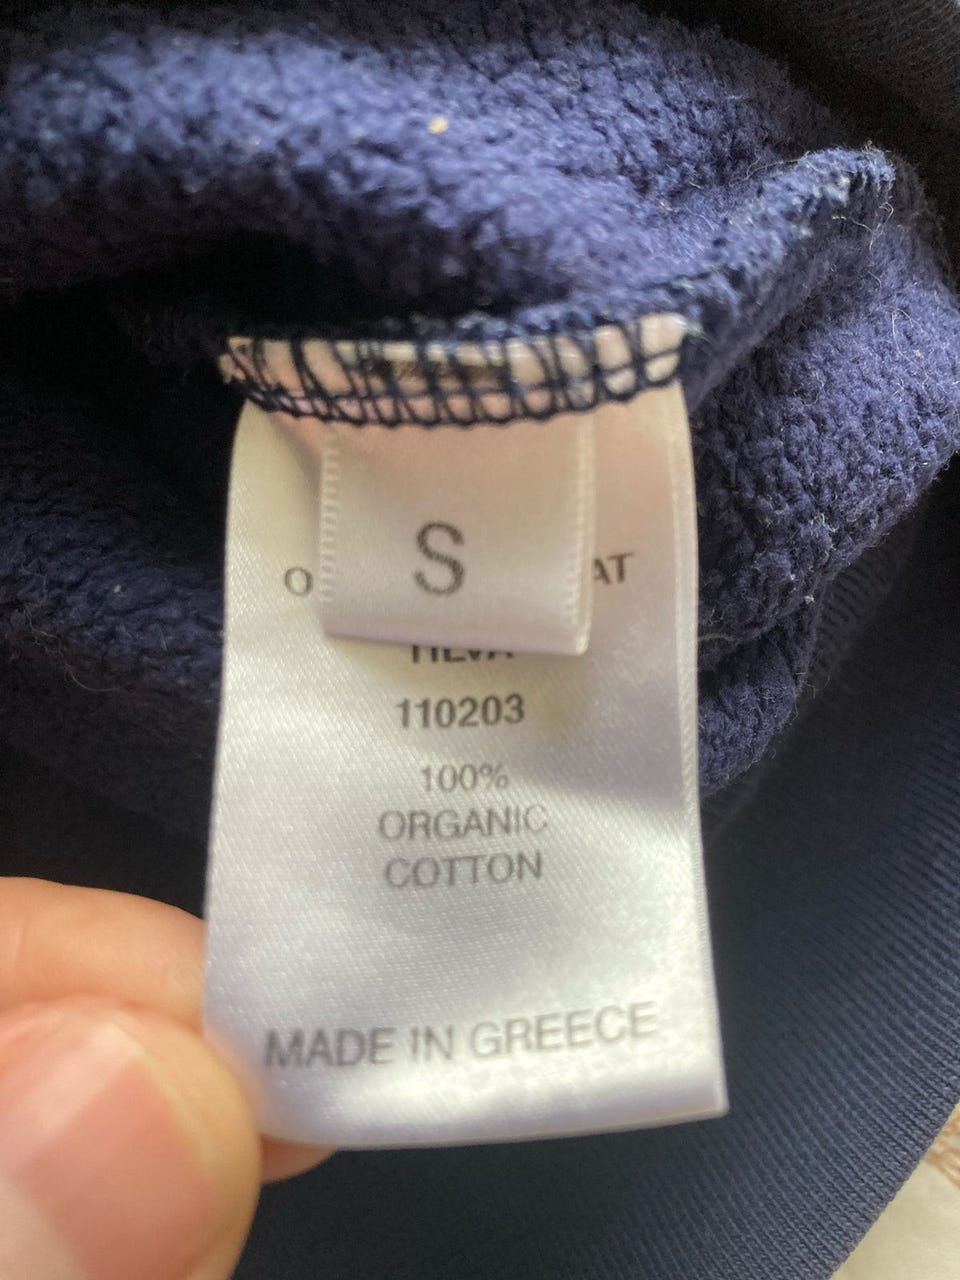 S
110203
100%
ORGANIC
COTTON
MADE IN GREECE